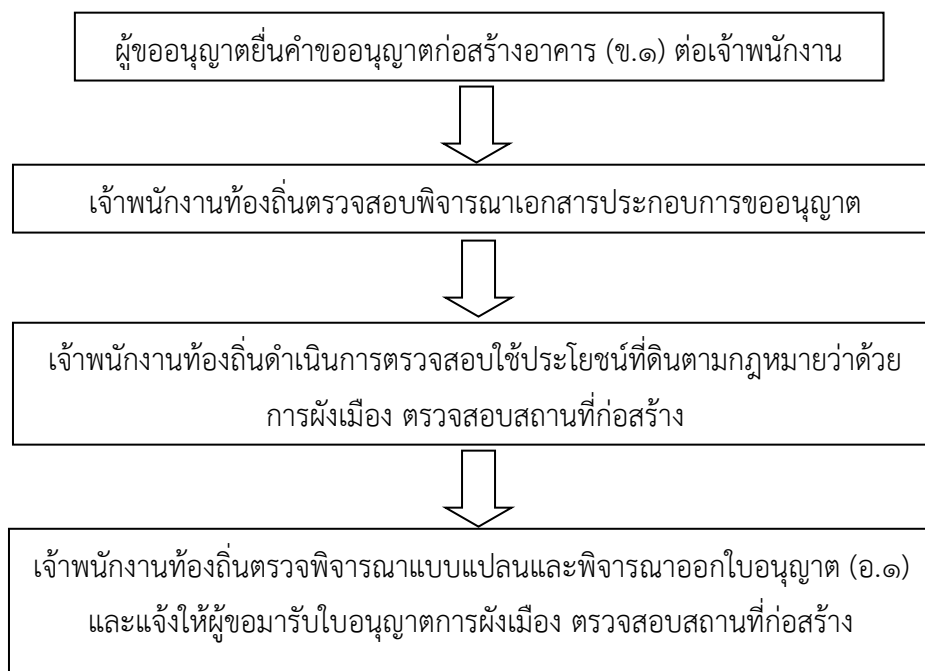 ผู้ขออนุญาตยื่นคำขออนุญาตก่อสร้างอาคาร (ข.๑) ต่อเจ้าพนักงาน
เจ้าพนักงานท้องถิ่นตรวจสอบพิจารณาเอกสารประกอบการขออนุญาต
เจ้าพนักงานท้องถิ่นดำเนินการตรวจสอบใช้ประโยชน์ที่ดินตามกฎหมายว่าด้วย
การผังเมือง ตรวจสอบสถานที่ก่อสร้าง
เจ้าพนักงานท้องถิ่นตรวจพิจารณาแบบแปลนและพิจารณาออกใบอนุญาต (อ.๑)
และแจ้งให้ผู้ขอมารับใบอนุญาตการผังเมือง ตรวจสอบสถานที่ก่อสร้าง